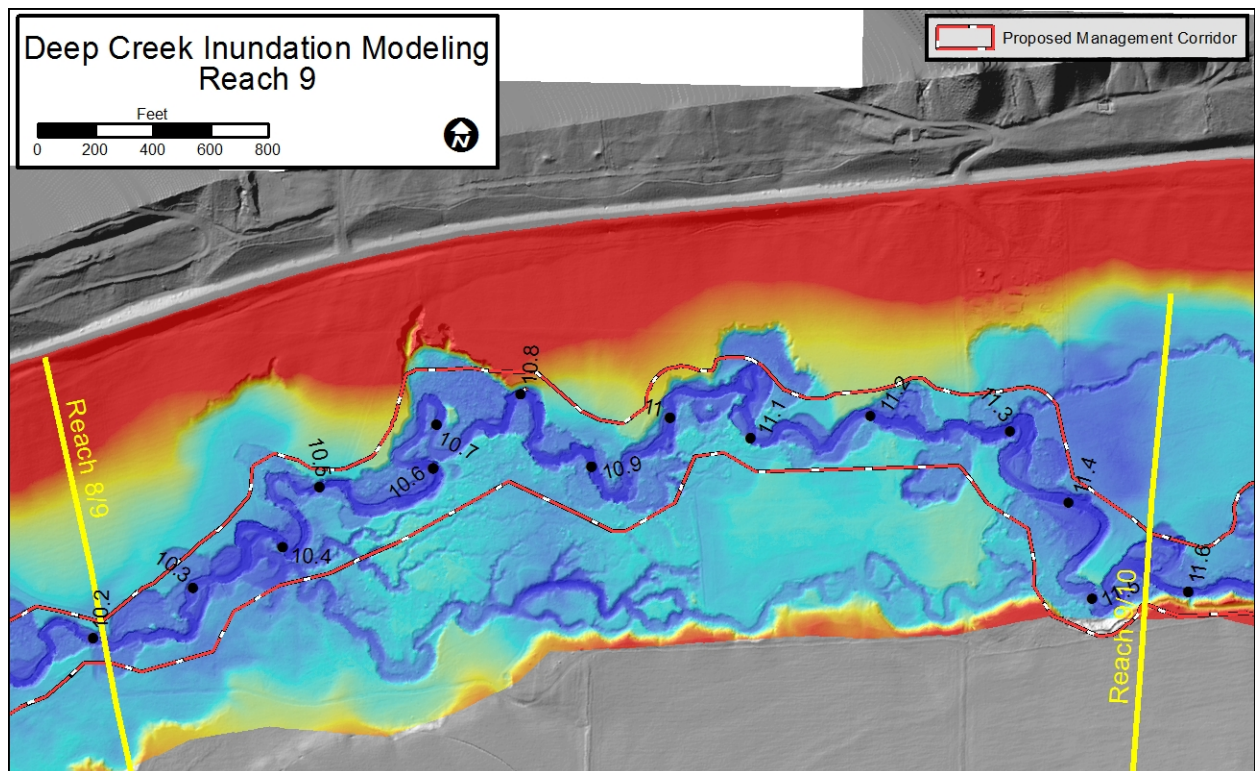 Deep Creek Inundation Modeling
Reach 9
Feet
0 200 400 600 800
N
Proposed Management Corridor
Reach 8/9
10.2
10.3
10.4
10.5
10.6
10.7
10.8
10.9
11
11.1
11.2
11.3
11.4
11.5
11.6
Reach 9/10